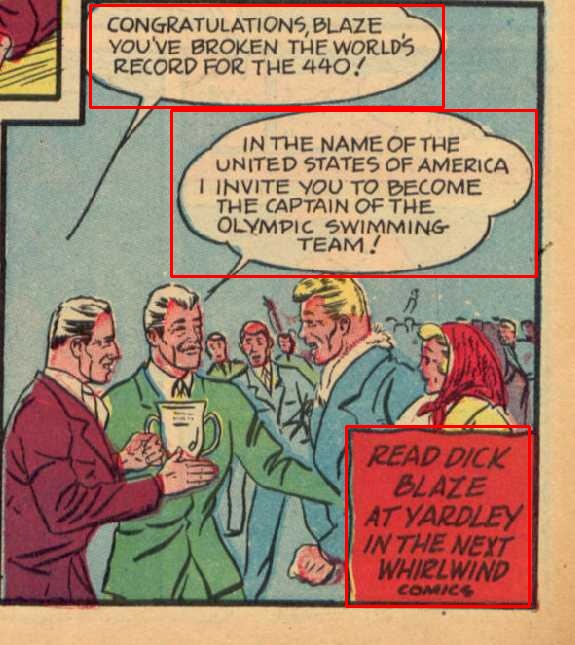 CONGRATULATIONS, BLAZE
YOU'VE BROKEN THE WORLD'S
RECORD FOR THE 440!
IN THE NAME OF THE
UNITED STATES OF AMERICA
I INVITE YOU TO BECOME
THE CAPTAIN OF THE
OLYMPIC SWIMMING
TEAM!
READ DICK
BLAZE
AT YARDLEY
IN THE NEXT
WHIRLWIND
COMICS